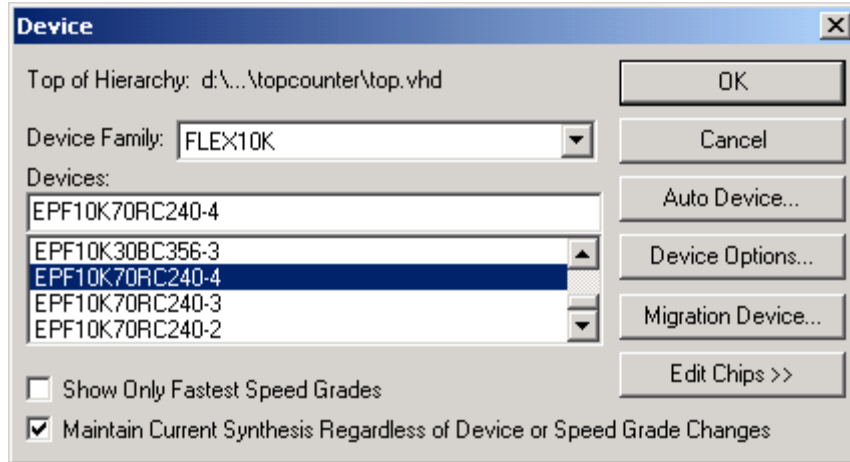 Device
Top of Hierarchy: d:\...\topcounter\top.vhd
OK
Device Family: FLEX10K
Cancel
Devices:
EPF10K70RC240-4
Auto Device...
EPF10K30BC356-3
EPF10K70RC240-4
EPF10K70RC240-3
EPF10K70RC240-2
Device Options...
Migration Device...
Edit Chips >>
Show Only Fastest Speed Grades
Maintain Current Synthesis Regardless of Device or Speed Grade Changes